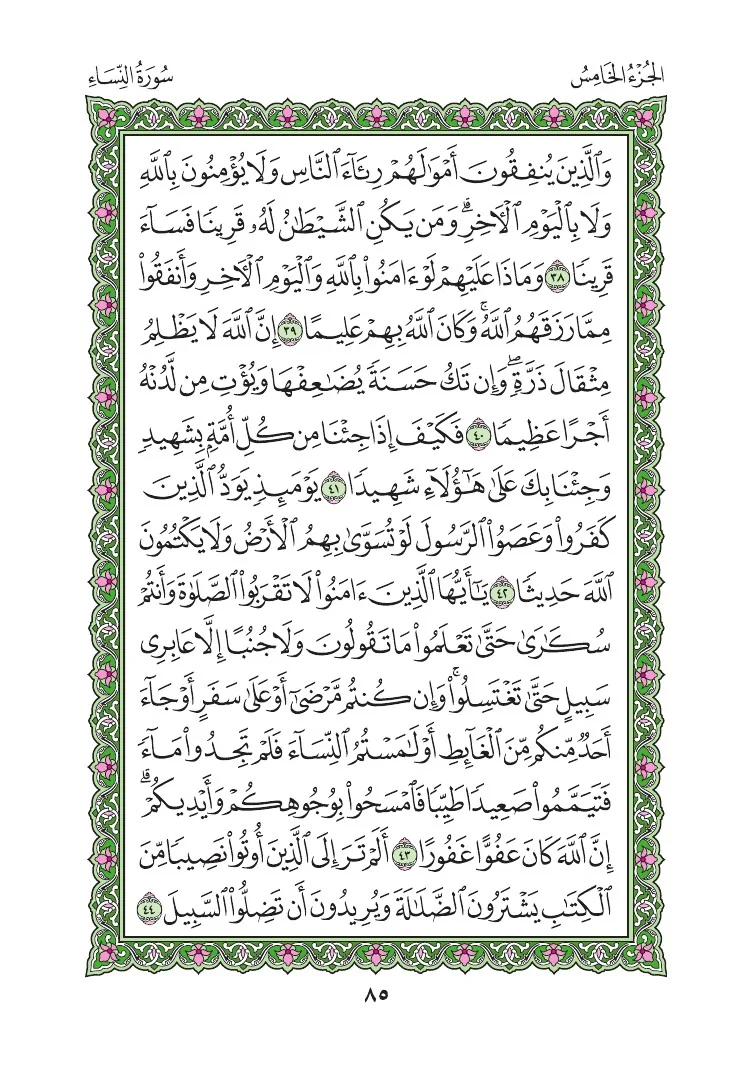 الجُزْءُ الخَامِسُ
سُورَةُ النِّسَاءِ
وَٱلَّذِينَ يُنفِقُونَ أَمْوَٰلَهُمْ رِئَآءَ ٱلنَّاسِ وَلَا يُؤْمِنُونَ بِٱللَّهِ
وَلَا بِٱلْيَوْمِ ٱلْأٓخِرِۗ وَمَن يَكُنِ ٱلشَّيْطَٰنُ لَهُۥ قَرِينٗا فَسَآءَ
قَرِينٗا ٣٨ وَمَاذَا عَلَيْهِمْ لَوْ ءَامَنُواْ بِٱللَّهِ وَٱلْيَوْمِ ٱلْأٓخِرِ وَأَنفَقُواْ
مِمَّا رَزَقَهُمُ ٱللَّهُۚ وَكَانَ ٱللَّهُ بِهِمْ عَلِيمًا ٣٩ إِنَّ ٱللَّهَ لَا يَظْلِمُ
مِثْقَالَ ذَرَّةٖۖ وَإِن تَكُ حَسَنَةٗ يُضَٰعِفْهَا وَيُؤْتِ مِن لَّدُنْهُ
أَجْرًا عَظِيمٗا ٤٠ فَكَيْفَ إِذَا جِئْنَا مِن كُلِّ أُمَّةِۭ بِشَهِيدٖ
وَجِئْنَا بِكَ عَلَىٰ هَٰٓؤُلَآءِ شَهِيدٗا ٤١ يَوْمَئِذٖ يَوَدُّ ٱلَّذِينَ
كَفَرُواْ وَعَصَوُاْ ٱلرَّسُولَ لَوْ تُسَوَّىٰ بِهِمُ ٱلْأَرْضُ وَلَا يَكْتُمُونَ
ٱللَّهَ حَدِيثٗا ٤٢ يَٰٓأَيُّهَا ٱلَّذِينَ ءَامَنُواْ لَا تَقْرَبُواْ ٱلصَّلَوٰةَ وَأَنتُمْ
سُكَٰرَىٰ حَتَّىٰ تَعْلَمُواْ مَا تَقُولُونَ وَلَا جُنُبًا إِلَّا عَابِرِي
سَبِيلٍ حَتَّىٰ تَغْتَسِلُواْۚ وَإِن كُنتُم مَّرْضَىٰٓ أَوْ عَلَىٰ سَفَرٍ أَوْ جَآءَ
أَحَدٞ مِّنكُم مِّنَ ٱلْغَآئِطِ أَوْ لَٰمَسْتُمُ ٱلنِّسَآءَ فَلَمْ تَجِدُواْ مَآءٗ
فَتَيَمَّمُواْ صَعِيدٗا طَيِّبٗا فَٱمْسَحُواْ بِوُجُوهِكُمْ وَأَيْدِيكُمْۗ
إِنَّ ٱللَّهَ كَانَ عَفُوًّا غَفُورًا ٤٣ أَلَمْ تَرَ إِلَى ٱلَّذِينَ أُوتُواْ نَصِيبٗا مِّنَ
ٱلْكِتَٰبِ يَشْتَرُونَ ٱلضَّلَٰلَةَ وَيُرِيدُونَ أَن تَضِلُّواْ ٱلسَّبِيلَ ٤٤
٨٥